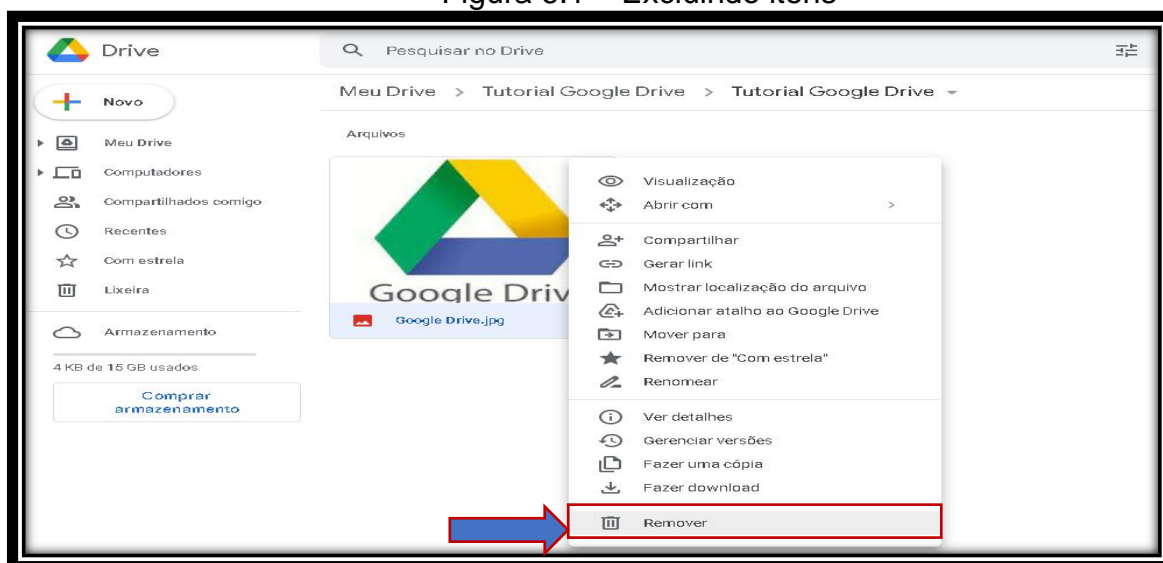 Drive
Pesquisar no Drive
Novo
Meu Drive
Computadores
Compartilhados comigo
Recentes
Com estrela
Lixeira
Armazenamento
4 KB de 15 GB usados
Comprar
armazenamento
Meu Drive > Tutorial Google Drive > Tutorial Google Drive
Arquivos
Google Driv
Google Drive.jpg
Visualização
Abrir com >
Compartilhar
Gerar link
Mostrar localização do arquivo
Adicionar atalho ao Google Drive
Mover para
Remover de "Com estrela"
Renomear
Ver detalhes
Gerenciar versões
Fazer uma cópia
Fazer download
Remover